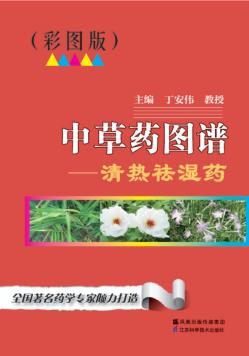 （彩图版）
主编 丁安伟 教授
中草药图谱
——清热祛湿药
全国著名药学专家倾力打造
凤凰出版传媒集团
江苏科学技术出版社